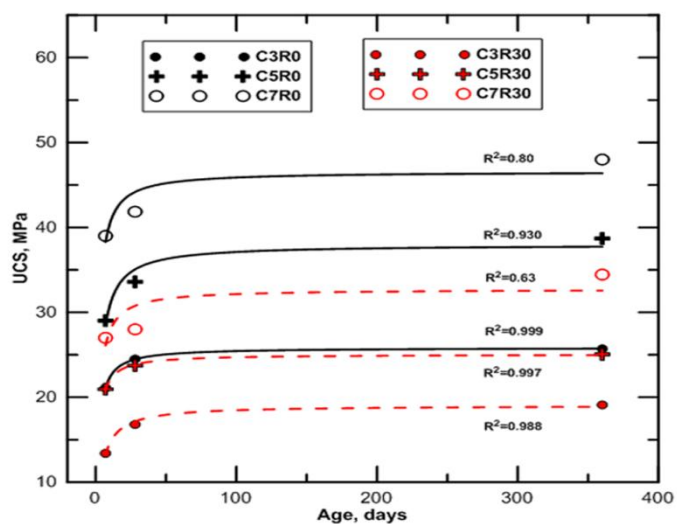 60
50
40
30
20
10
UCS, MPa
C3R0
C5R0
C7R0
C3R30
C5R30
C7R30
R²=0.80
R²=0.930
R²=0.63
R²=0.999
R²=0.997
R²=0.988
0
100
200
300
400
Age, days